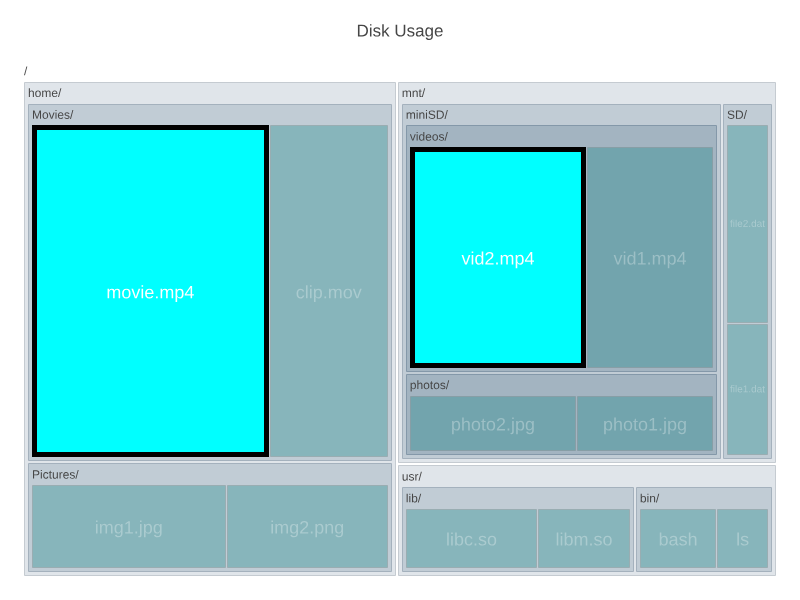 Disk Usage
/
home/
Movies/
movie.mp4
clip.mov
Pictures/
img1.jpg
img2.png
mnt/
miniSD/
videos/
vid2.mp4
vid1.mp4
photos/
photo2.jpg
photo1.jpg
SD/
file2.dat
file1.dat
usr/
lib/
libc.so
libm.so
bin/
bash
ls